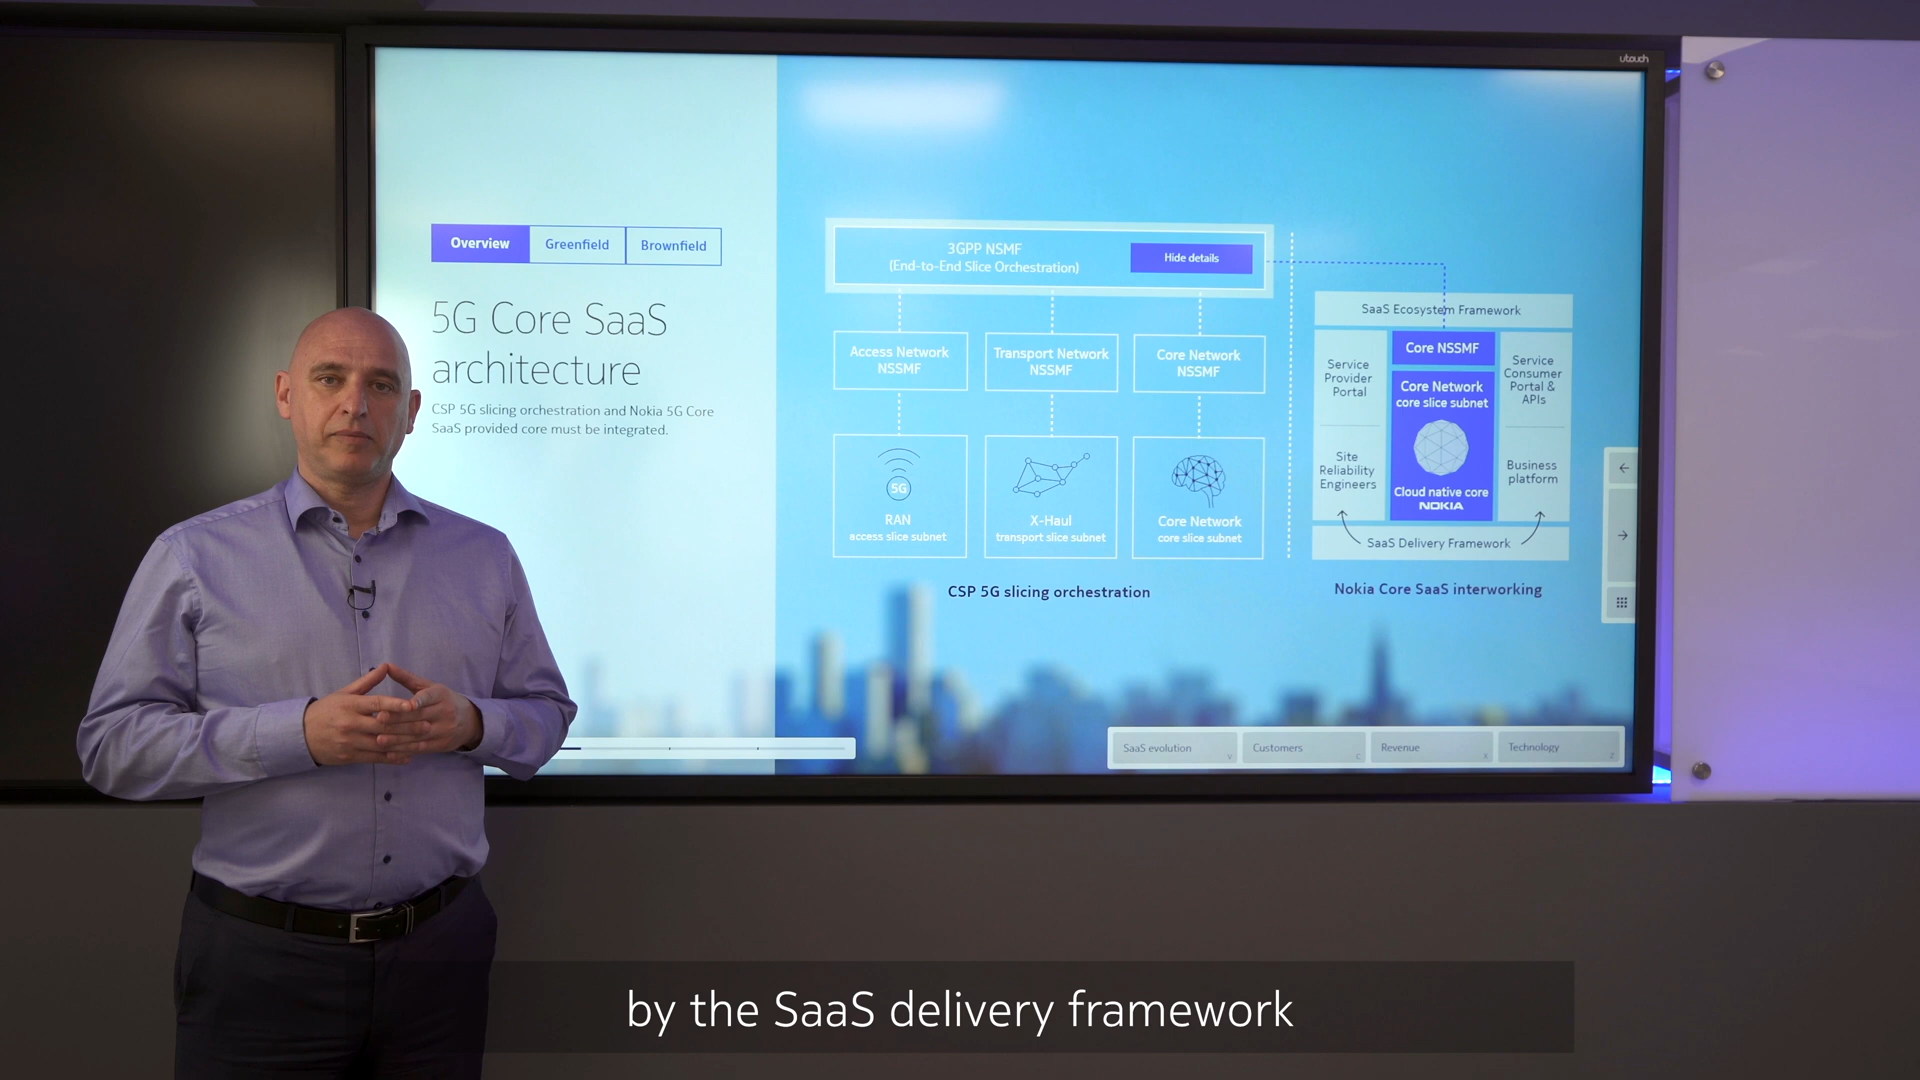 utouch
Overview
Greenfield
Brownfield
5G Core SaaS
architecture
CSP 5G slicing orchestration and Nokia 5G Core
SaaS provided core must be integrated.
3GPP NSMF
(End-to-End Slice Orchestration)
Hide details
Access Network
NSSMF
Transport Network
NSSMF
Core Network
NSSMF
5G
RAN
access slice subnet
X-Haul
transport slice subnet
Core Network
core slice subnet
CSP 5G slicing orchestration
SaaS Ecosystem Framework
Service
Provider
Portal
Site
Reliability
Engineers
Core NSSMF
Core Network
core slice subnet
Cloud native core
NOKIA
Service
Consumer
Portal &
APIs
Business
platform
SaaS Delivery Framework
Nokia Core SaaS interworking
SaaS evolution
V
Customers
C
Revenue
X
Technology
Z
by the SaaS delivery framework